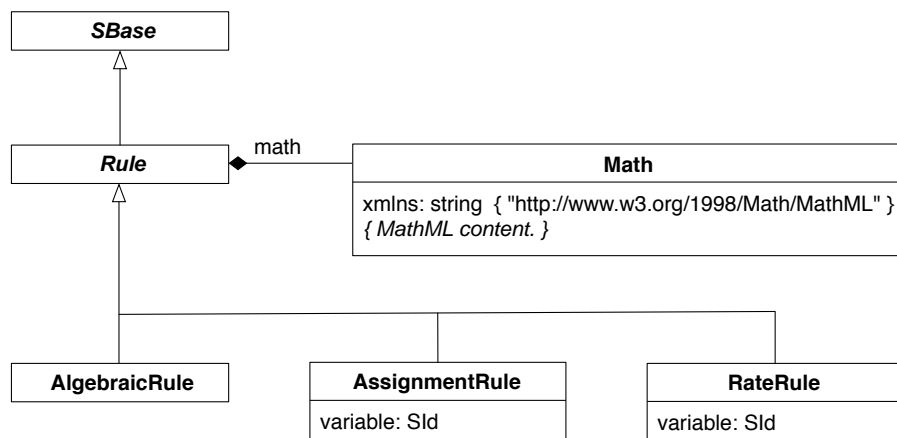 SBase
Rule
math
Math
xmlns: string { "http://www.w3.org/1998/Math/MathML" }
{ MathML content. }
AlgebraicRule
AssignmentRule
variable: SId
RateRule
variable: SId